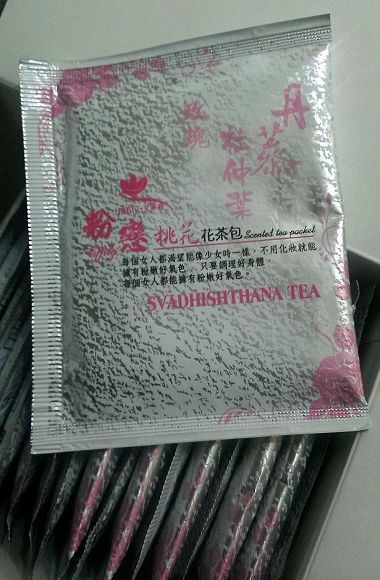 丹蔘
杜仲葉
玫瑰
粉戀桃花花茶包 Scented tea packet
每個女人都渴望能像少女時一樣，不用化妝就能
擁有粉嫩好氣色，只要調理好身體，
每個女人都能擁有粉嫩好氣色。
SVADHISHTHANA TEA